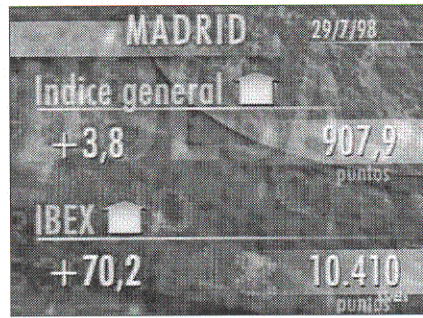 MADRID 29/7/98
Indice general
+3,8 907,9
puntos
IBEX
+70,2 10.410
puntos